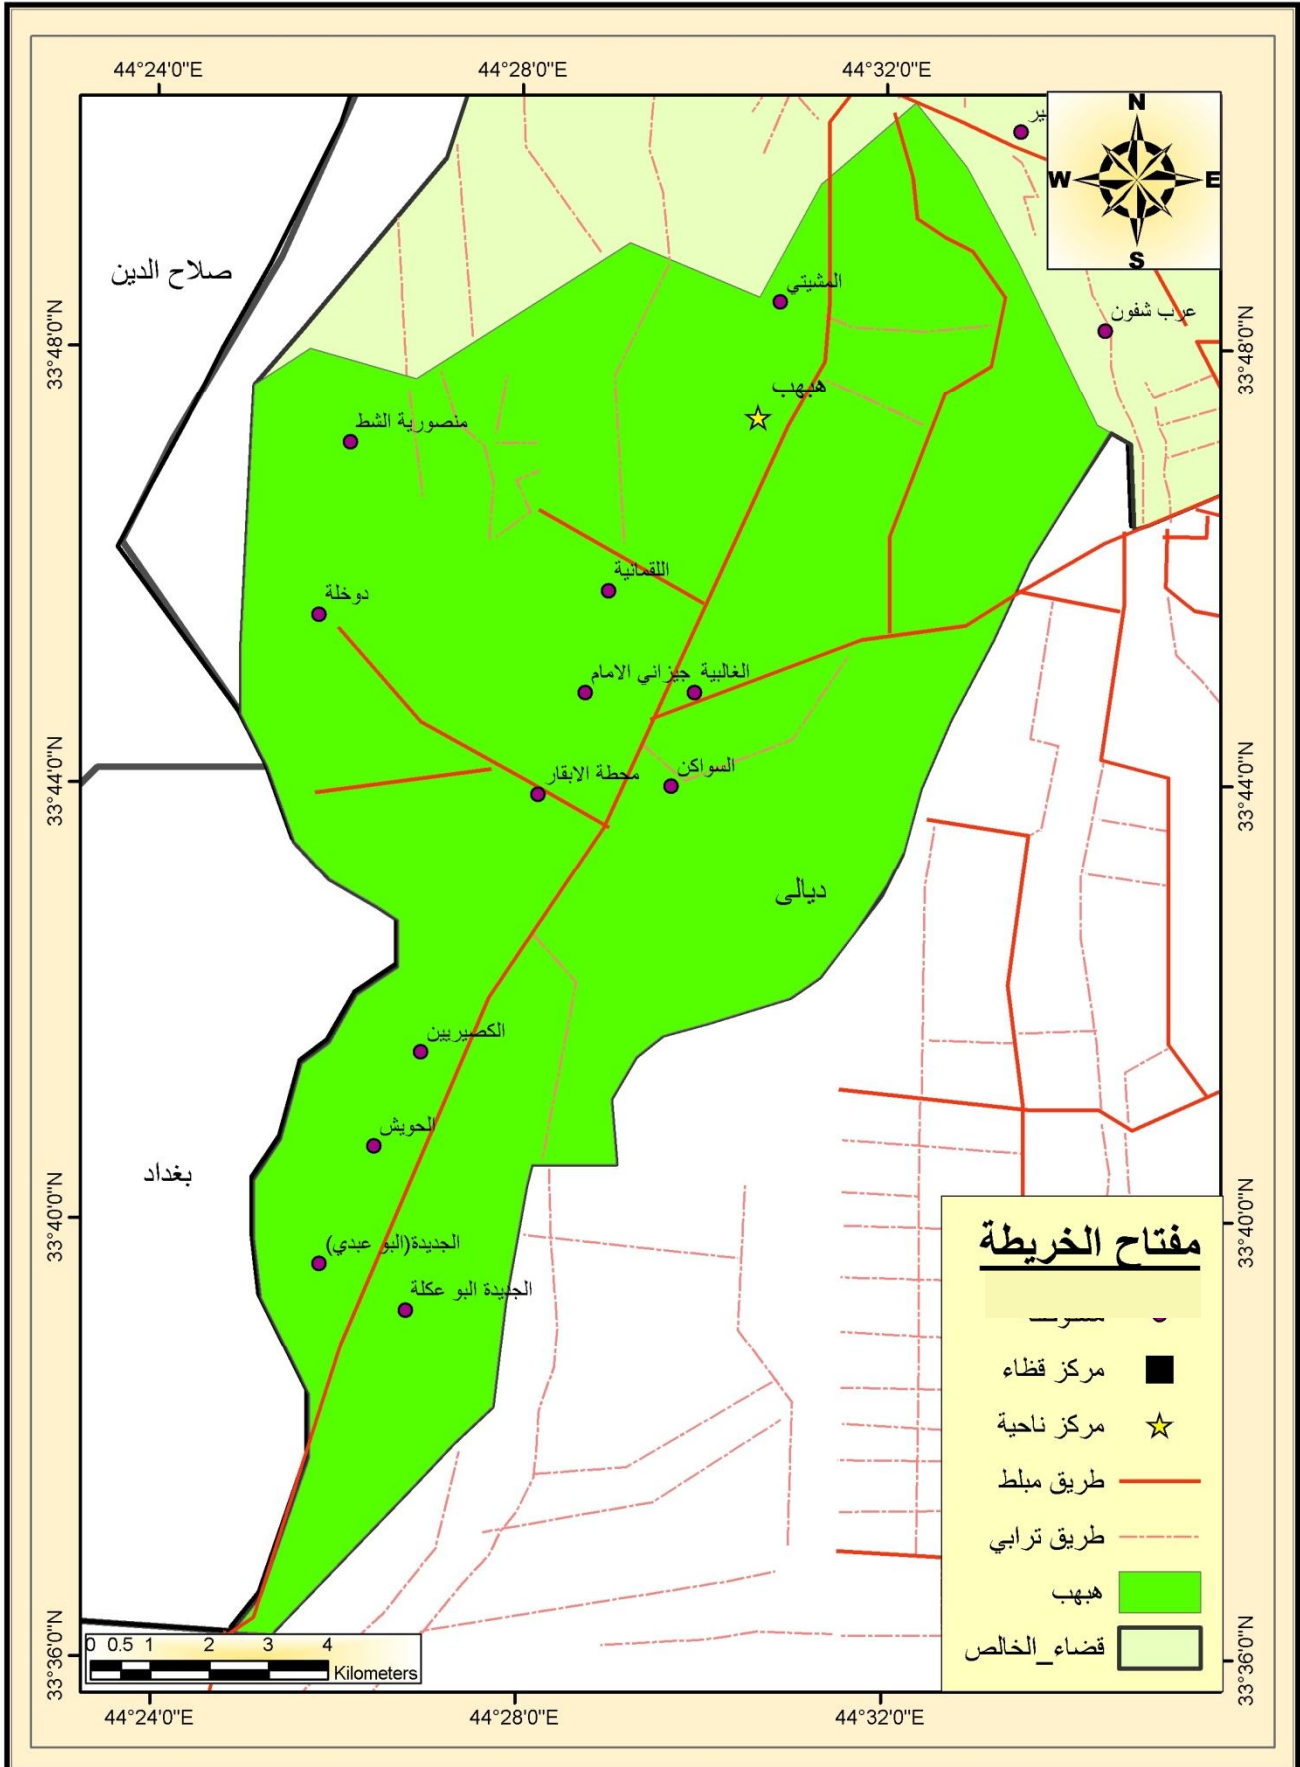 44°24'0"E
44°28'0"E
44°32'0"E
N
W
E
S
صلاح الدين
المشيتي
عرب شفون
33°48'0"N
33°48'0"N
هبهب
منصورية الشط
اللقمانية
دوخلة
جيزاني الامام
الغالبية
33°44'0"N
33°44'0"N
محطة الابقار
السواكن
ديالى
الكصيريين
الحويش
بغداد
33°40'0"N
33°40'0"N
الجديدة(البو عبدي)
الجديدة البو عكلة
مفتاح الخريطة
مركز قظاء
مركز ناحية
طريق مبلط
طريق ترابي
هبهب
قضاء_الخالص
33°36'0"N
33°36'0"N
0 0.5 1 2 3 4
Kilometers
44°24'0"E
44°28'0"E
44°32'0"E